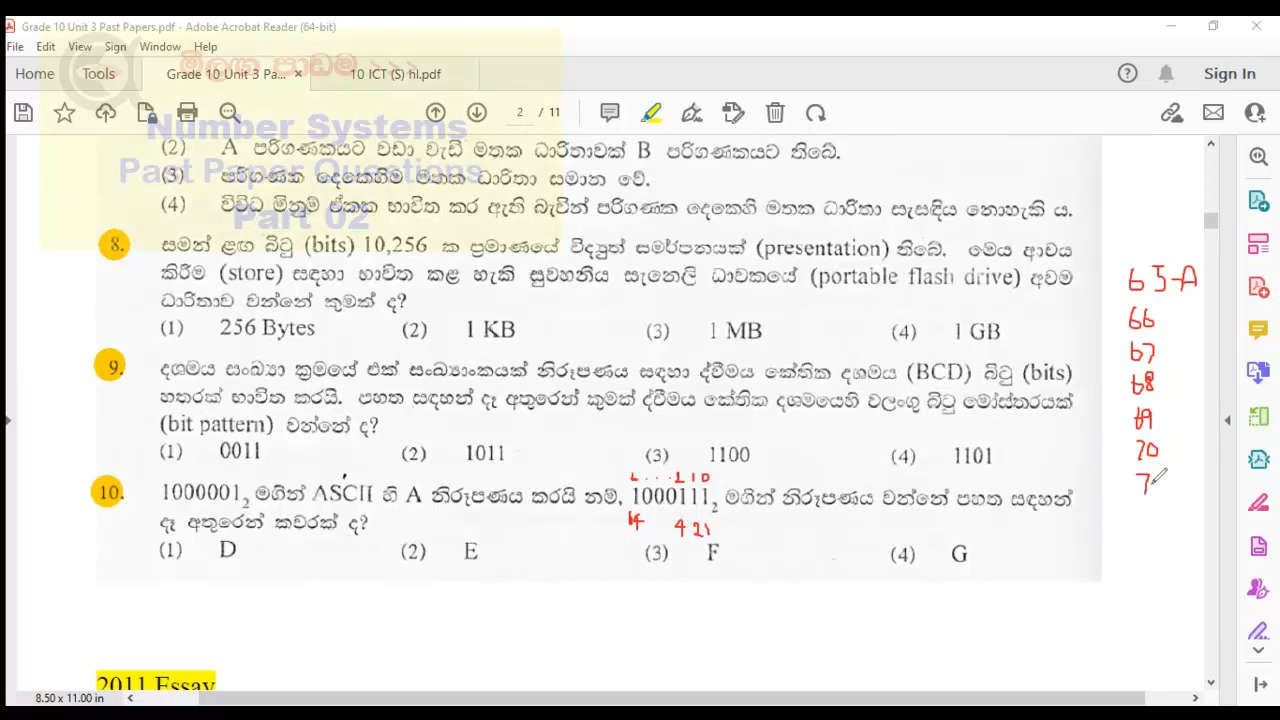 Grade 10 Unit 3 Past Papers.pdf - Adobe Acrobat Reader (64-bit)
File Edit View Sign Window Help
මීලඟ පාඩම >>>
Home Tools Grade 10 Unit 3 Pa... × 10 ICT (S) hl.pdf Sign In
2 / 11
Number Systems
Past Paper Questions
Part 02
(2) A පරිගණකයට වඩා වැඩි මතක ධාරිතාවක් B පරිගණකයට තිබේ.
(3) පරිගණක දෙකෙහිම මතක ධාරිතා සමාන වේ.
(4) විවිධ මිනුම් ඒකක භාවිත කර ඇති බැවින් පරිගණක දෙකෙහි මතක ධාරිතා සැසඳිය නොහැකි ය.
8. සමන් ළඟ බිටු (bits) 10,256 ක ප්‍රමාණයේ විද්‍යුත් සමර්පනයක් (presentation) තිබේ. මෙය ආචය
කිරීම (store) සඳහා භාවිත කළ හැකි සුවහනීය සැනෙලි ධාවකයේ (portable flash drive) අවම
ධාරිතාව වන්නේ කුමක් ද?
(1) 256 Bytes (2) 1 KB (3) 1 MB (4) 1 GB
9. දශමය සංඛ්‍යා ක්‍රමයේ එක් සංඛ්‍යාංකයක් නිරූපණය සඳහා ද්වීමය කේතික දශමය (BCD) බිටු (bits)
හතරක් භාවිත කරයි. පහත සඳහන් දෑ අතුරෙන් කුමක් ද්වීමය කේතික දශමයෙහි වලංගු බිටු මෝස්තරයක්
(bit pattern) වන්නේ ද?
(1) 0011 (2) 1011 (3) 1100 (4) 1101
10. 1000001₂ මගින් ASCII හි A නිරූපණය කරයි නම්, 1000111₂ මගින් නිරූපණය වන්නේ පහත සඳහන්
දෑ අතුරෙන් කවරක් ද?
(1) D (2) E (3) F (4) G
6 . . . 2 1 0
64 4 2 1
65-A
66
67
68
69
70
7
2011 Essay
8.50 x 11.00 in